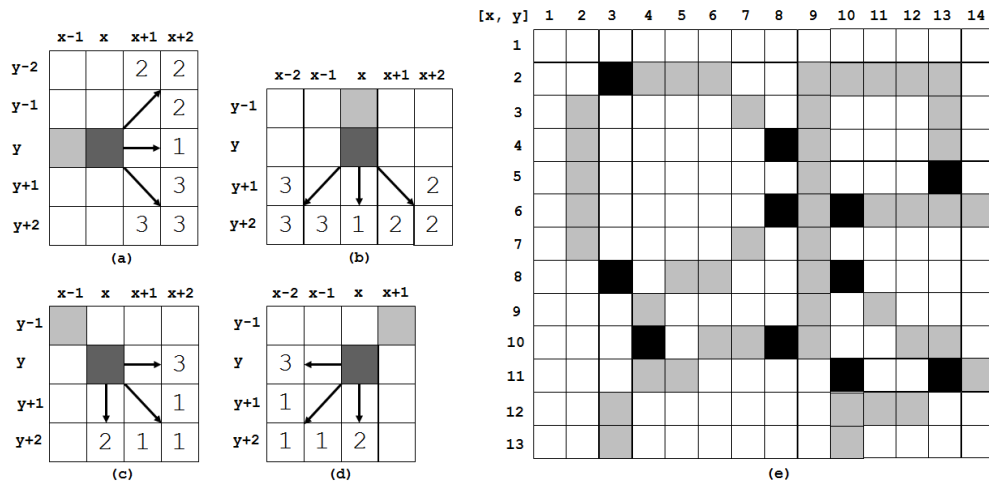 x-1 x x+1 x+2
y-2 2 2
y-1 2
y 1
y+1 3
y+2 3 3
(a)
x-2 x-1 x x+1 x+2
y-1
y
y+1 3 2
y+2 3 3 1 2 2
(b)
x-1 x x+1 x+2
y-1
y 3
y+1 1
y+2 2 1 1
(c)
x-2 x-1 x x+1
y-1
y 3
y+1 1
y+2 1 1 2
(d)
[x, y] 1 2 3 4 5 6 7 8 9 10 11 12 13 14
1
2
3
4
5
6
7
8
9
10
11
12
13
(e)